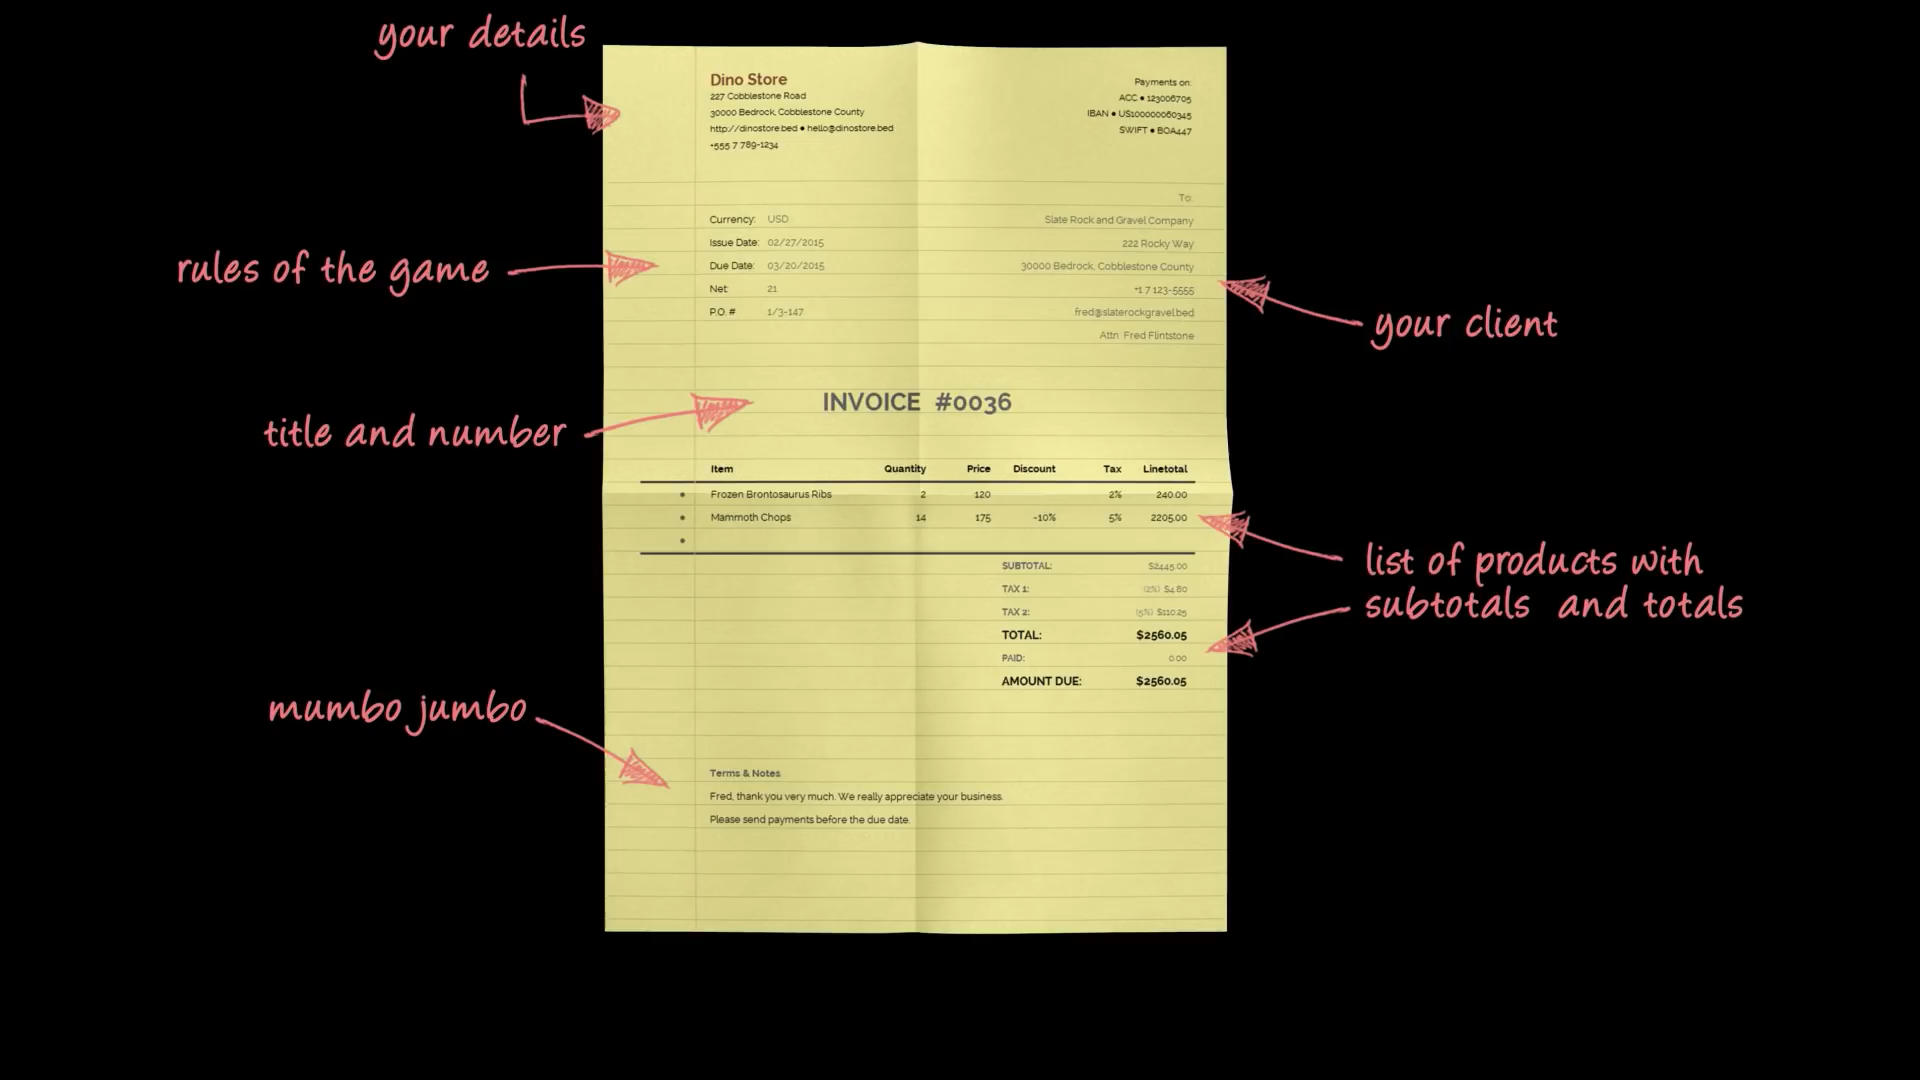 your details
Dino Store
227 Cobblestone Road
30000 Bedrock, Cobblestone County
http://dinostore.bed ● hello@dinostore.bed
+555 7 789-1234
Payments on:
ACC ● 123006705
IBAN ● US100000060345
SWIFT ● BOA447
To:
Slate Rock and Gravel Company
222 Rocky Way
30000 Bedrock, Cobblestone County
+1 7 123-5555
fred@slaterockgravel.bed
Attn: Fred Flintstone
your client
rules of the game
Currency: USD
Issue Date: 02/27/2015
Due Date: 03/20/2015
Net: 21
P.O. # 1/3-147
title and number
INVOICE #0036
Item Quantity Price Discount Tax Linetotal
● Frozen Brontosaurus Ribs 2 120 2% 240.00
● Mammoth Chops 14 175 -10% 5% 2205.00
●
list of products with
subtotals and totals
SUBTOTAL: $2445.00
TAX 1: (2%) $4.80
TAX 2: (5%) $110.25
TOTAL: $2560.05
PAID: 0.00
AMOUNT DUE: $2560.05
mumbo jumbo
Terms & Notes
Fred, thank you very much. We really appreciate your business.
Please send payments before the due date.